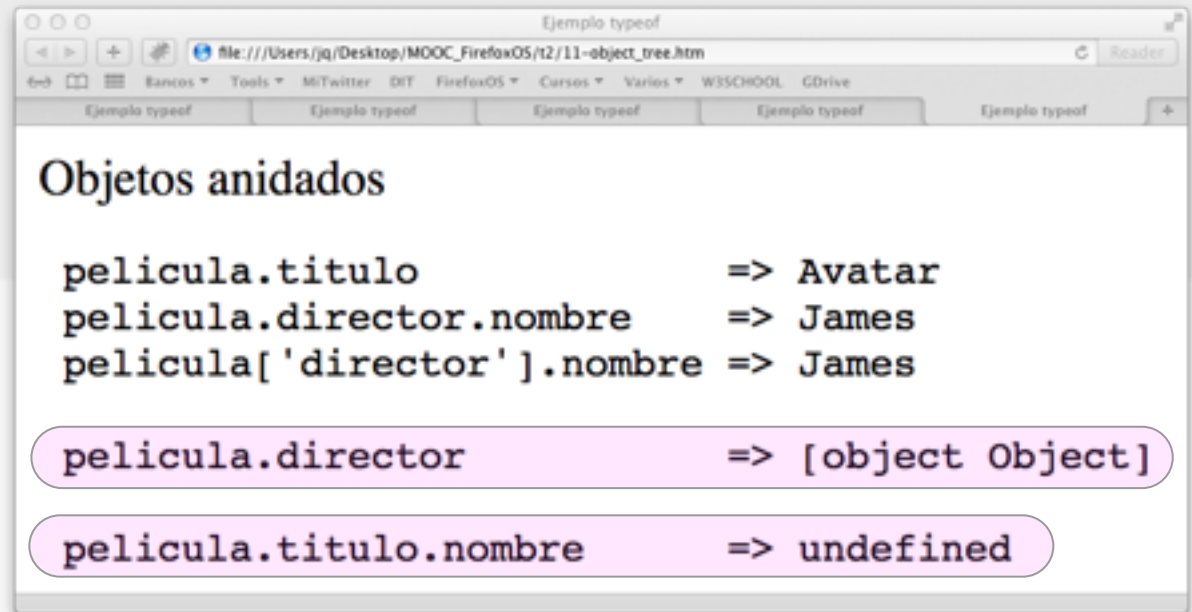 Ejemplo typeof
file:///Users/jq/Desktop/MOOC_FirefoxOS/t2/11-object_tree.htm Reader
Bancos Tools MiTwitter DIT FirefoxOS Cursos Varios W3SCHOOL GDrive
Ejemplo typeof Ejemplo typeof Ejemplo typeof Ejemplo typeof Ejemplo typeof
Objetos anidados
pelicula.titulo => Avatar
pelicula.director.nombre => James
pelicula['director'].nombre => James
pelicula.director => [object Object]
pelicula.titulo.nombre => undefined